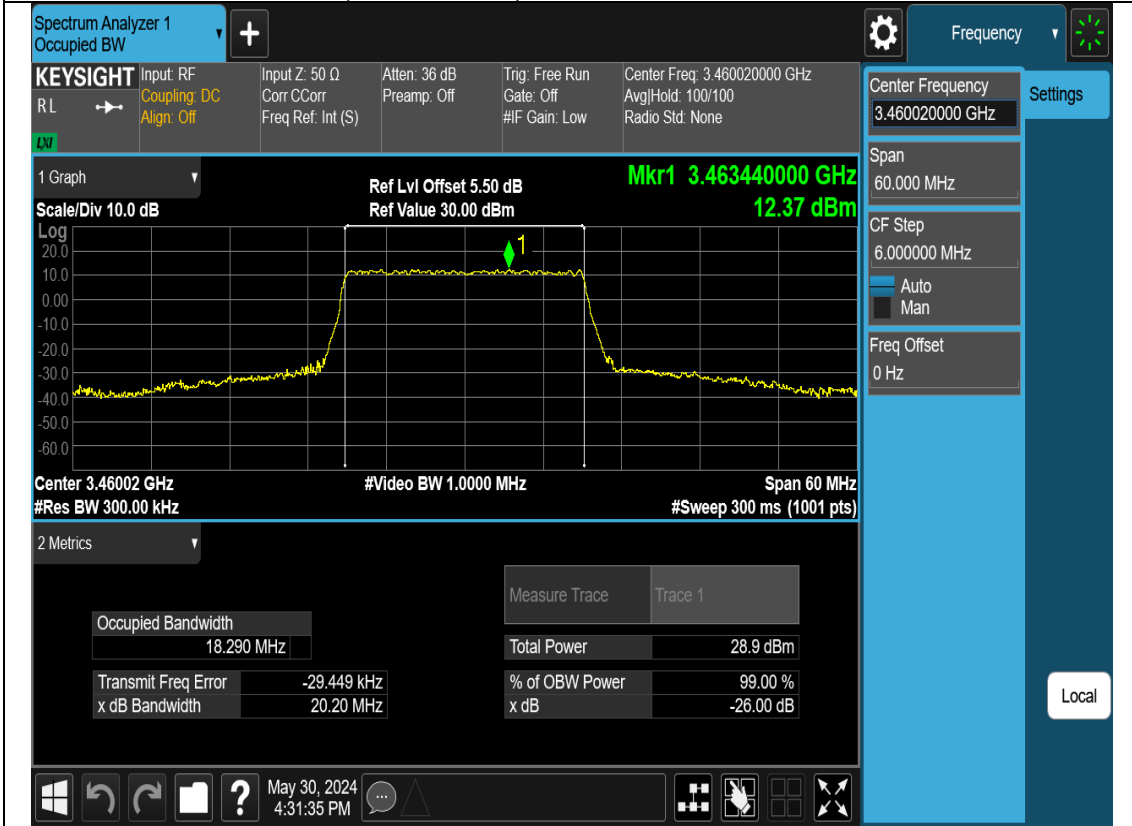 Spectrum Analyzer 1
Occupied BW
Frequency
KEYSIGHT
RL
LXI
Input: RF
Coupling: DC
Align: Off
Input Z: 50 Ω
Corr CCorr
Freq Ref: Int (S)
Atten: 36 dB
Preamp: Off
Trig: Free Run
Gate: Off
#IF Gain: Low
Center Freq: 3.460020000 GHz
Avg|Hold: 100/100
Radio Std: None
Center Frequency
3.460020000 GHz
Settings
Span
60.000 MHz
CF Step
6.000000 MHz
Auto
Man
Freq Offset
0 Hz
Local
1 Graph
Scale/Div 10.0 dB
Ref Lvl Offset 5.50 dB
Ref Value 30.00 dBm
Mkr1 3.463440000 GHz
12.37 dBm
Log
20.0
10.0
0.00
-10.0
-20.0
-30.0
-40.0
-50.0
-60.0
1
Center 3.46002 GHz
#Res BW 300.00 kHz
#Video BW 1.0000 MHz
Span 60 MHz
#Sweep 300 ms (1001 pts)
2 Metrics
Measure Trace
Trace 1
Occupied Bandwidth
18.290 MHz
Total Power 28.9 dBm
Transmit Freq Error -29.449 kHz
% of OBW Power 99.00 %
x dB Bandwidth 20.20 MHz
x dB -26.00 dB
?
May 30, 2024
4:31:35 PM